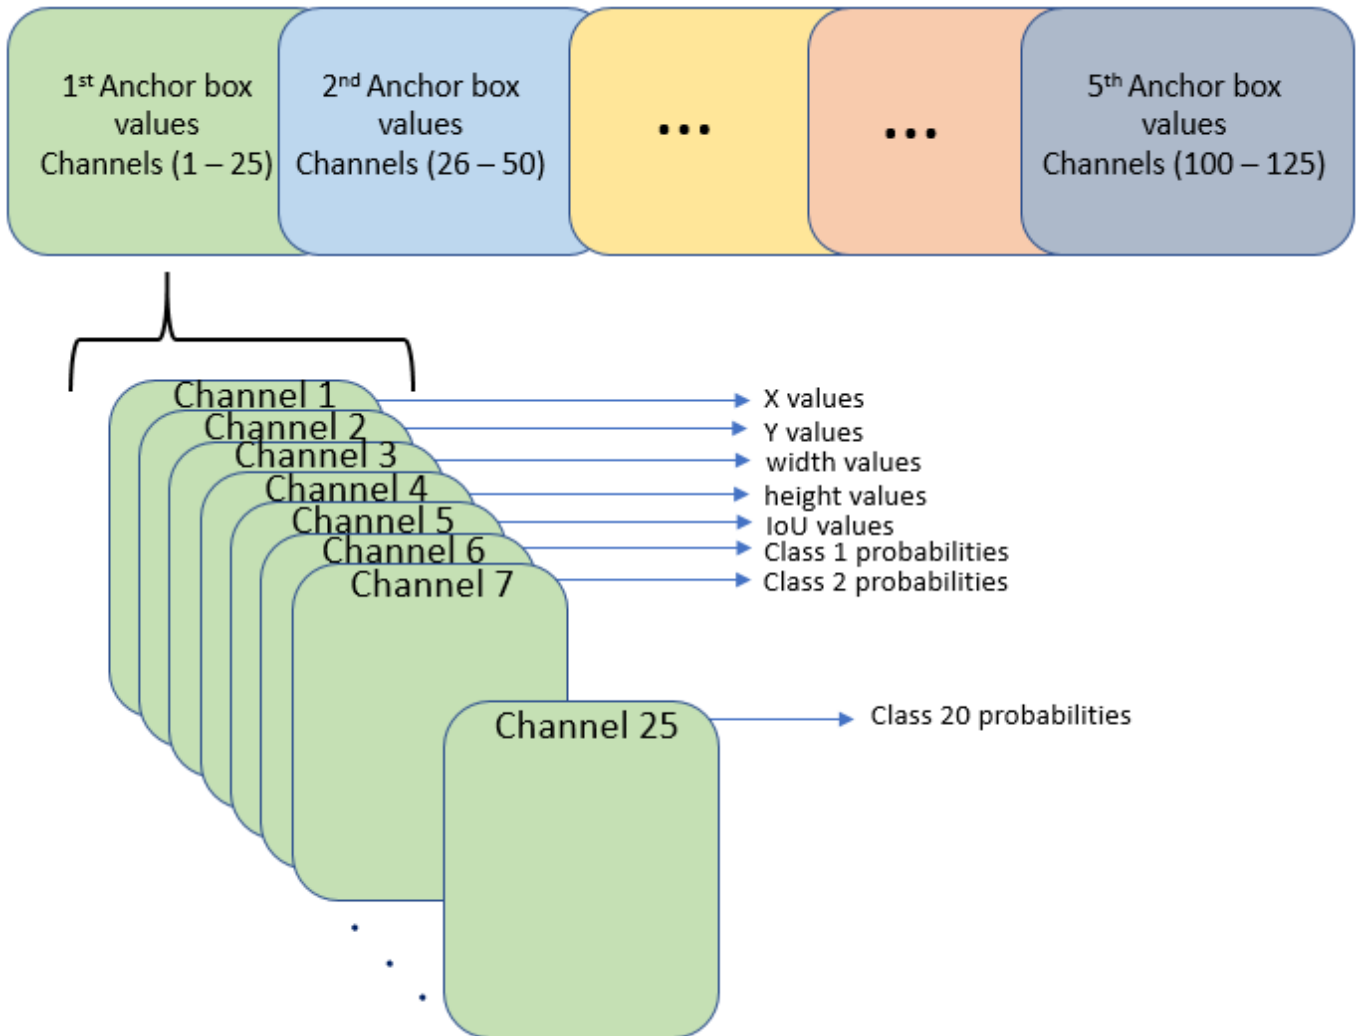 1st Anchor box
values
Channels (1 – 25)
2nd Anchor box
values
Channels (26 – 50)
...
...
5th Anchor box
values
Channels (100 – 125)
Channel 1
X values
Channel 2
Y values
Channel 3
width values
Channel 4
height values
Channel 5
IoU values
Channel 6
Class 1 probabilities
Channel 7
Class 2 probabilities
Channel 25
Class 20 probabilities
. . .